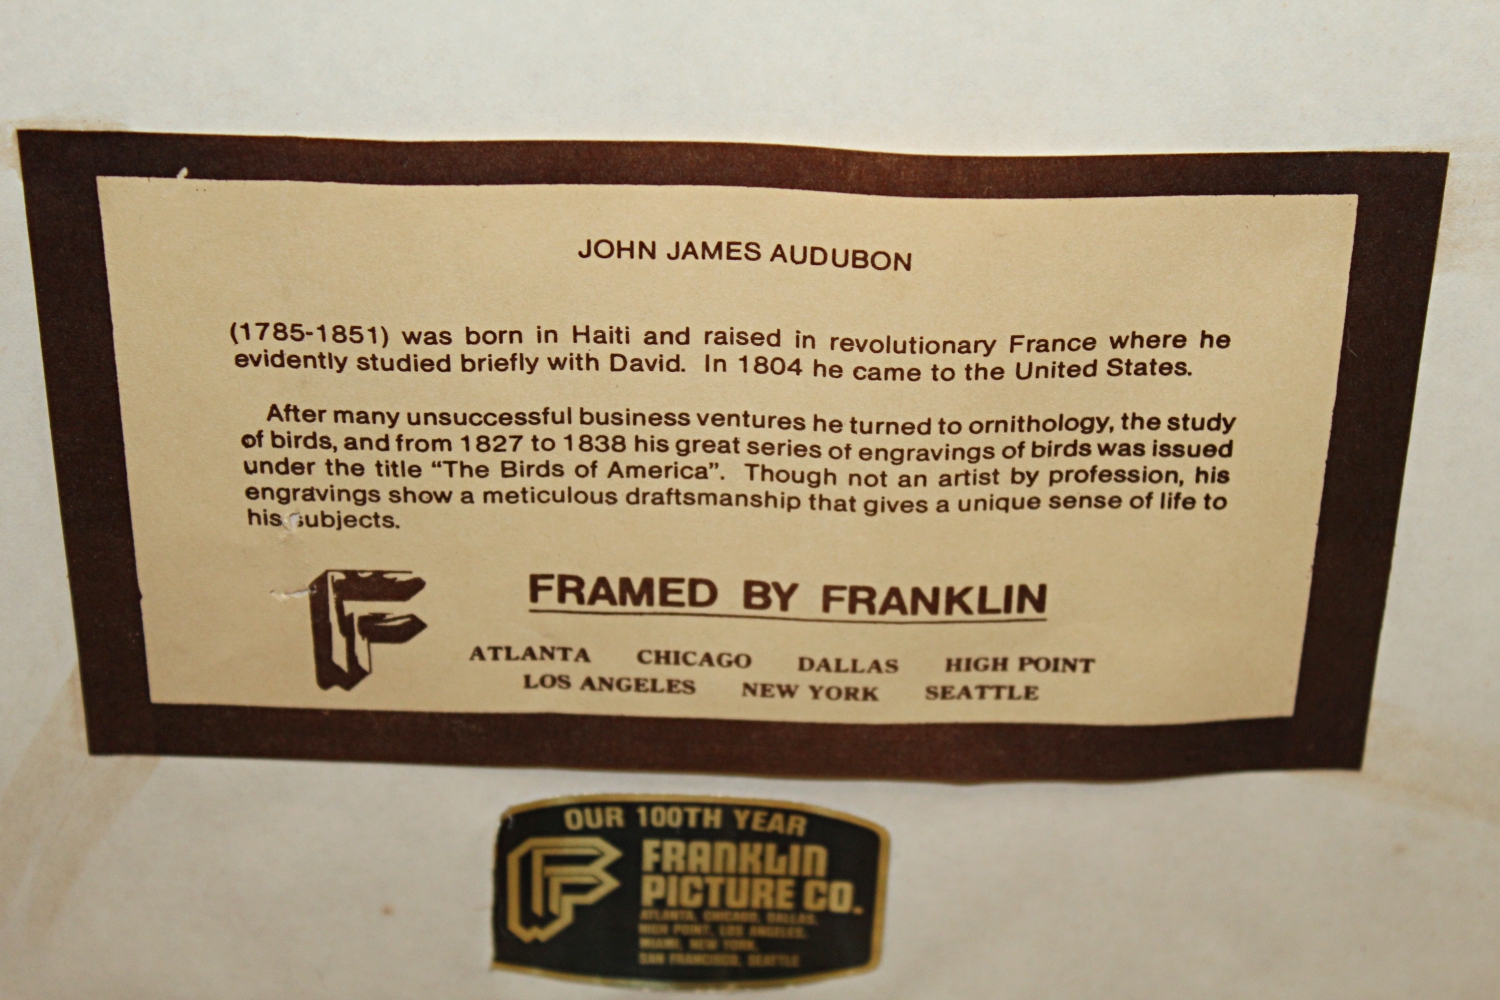 JOHN JAMES AUDUBON
(1785-1851) was born in Haiti and raised in revolutionary France where he
evidently studied briefly with David. In 1804 he came to the United States.
After many unsuccessful business ventures he turned to ornithology, the study
of birds, and from 1827 to 1838 his great series of engravings of birds was issued
under the title “The Birds of America”. Though not an artist by profession, his
engravings show a meticulous draftsmanship that gives a unique sense of life to
his subjects.
FRAMED BY FRANKLIN
ATLANTA CHICAGO DALLAS HIGH POINT
LOS ANGELES NEW YORK SEATTLE
OUR 100TH YEAR
FRANKLIN
PICTURE CO.
ATLANTA, CHICAGO, DALLAS,
HIGH POINT, LOS ANGELES,
MIAMI, NEW YORK,
SAN FRANCISCO, SEATTLE